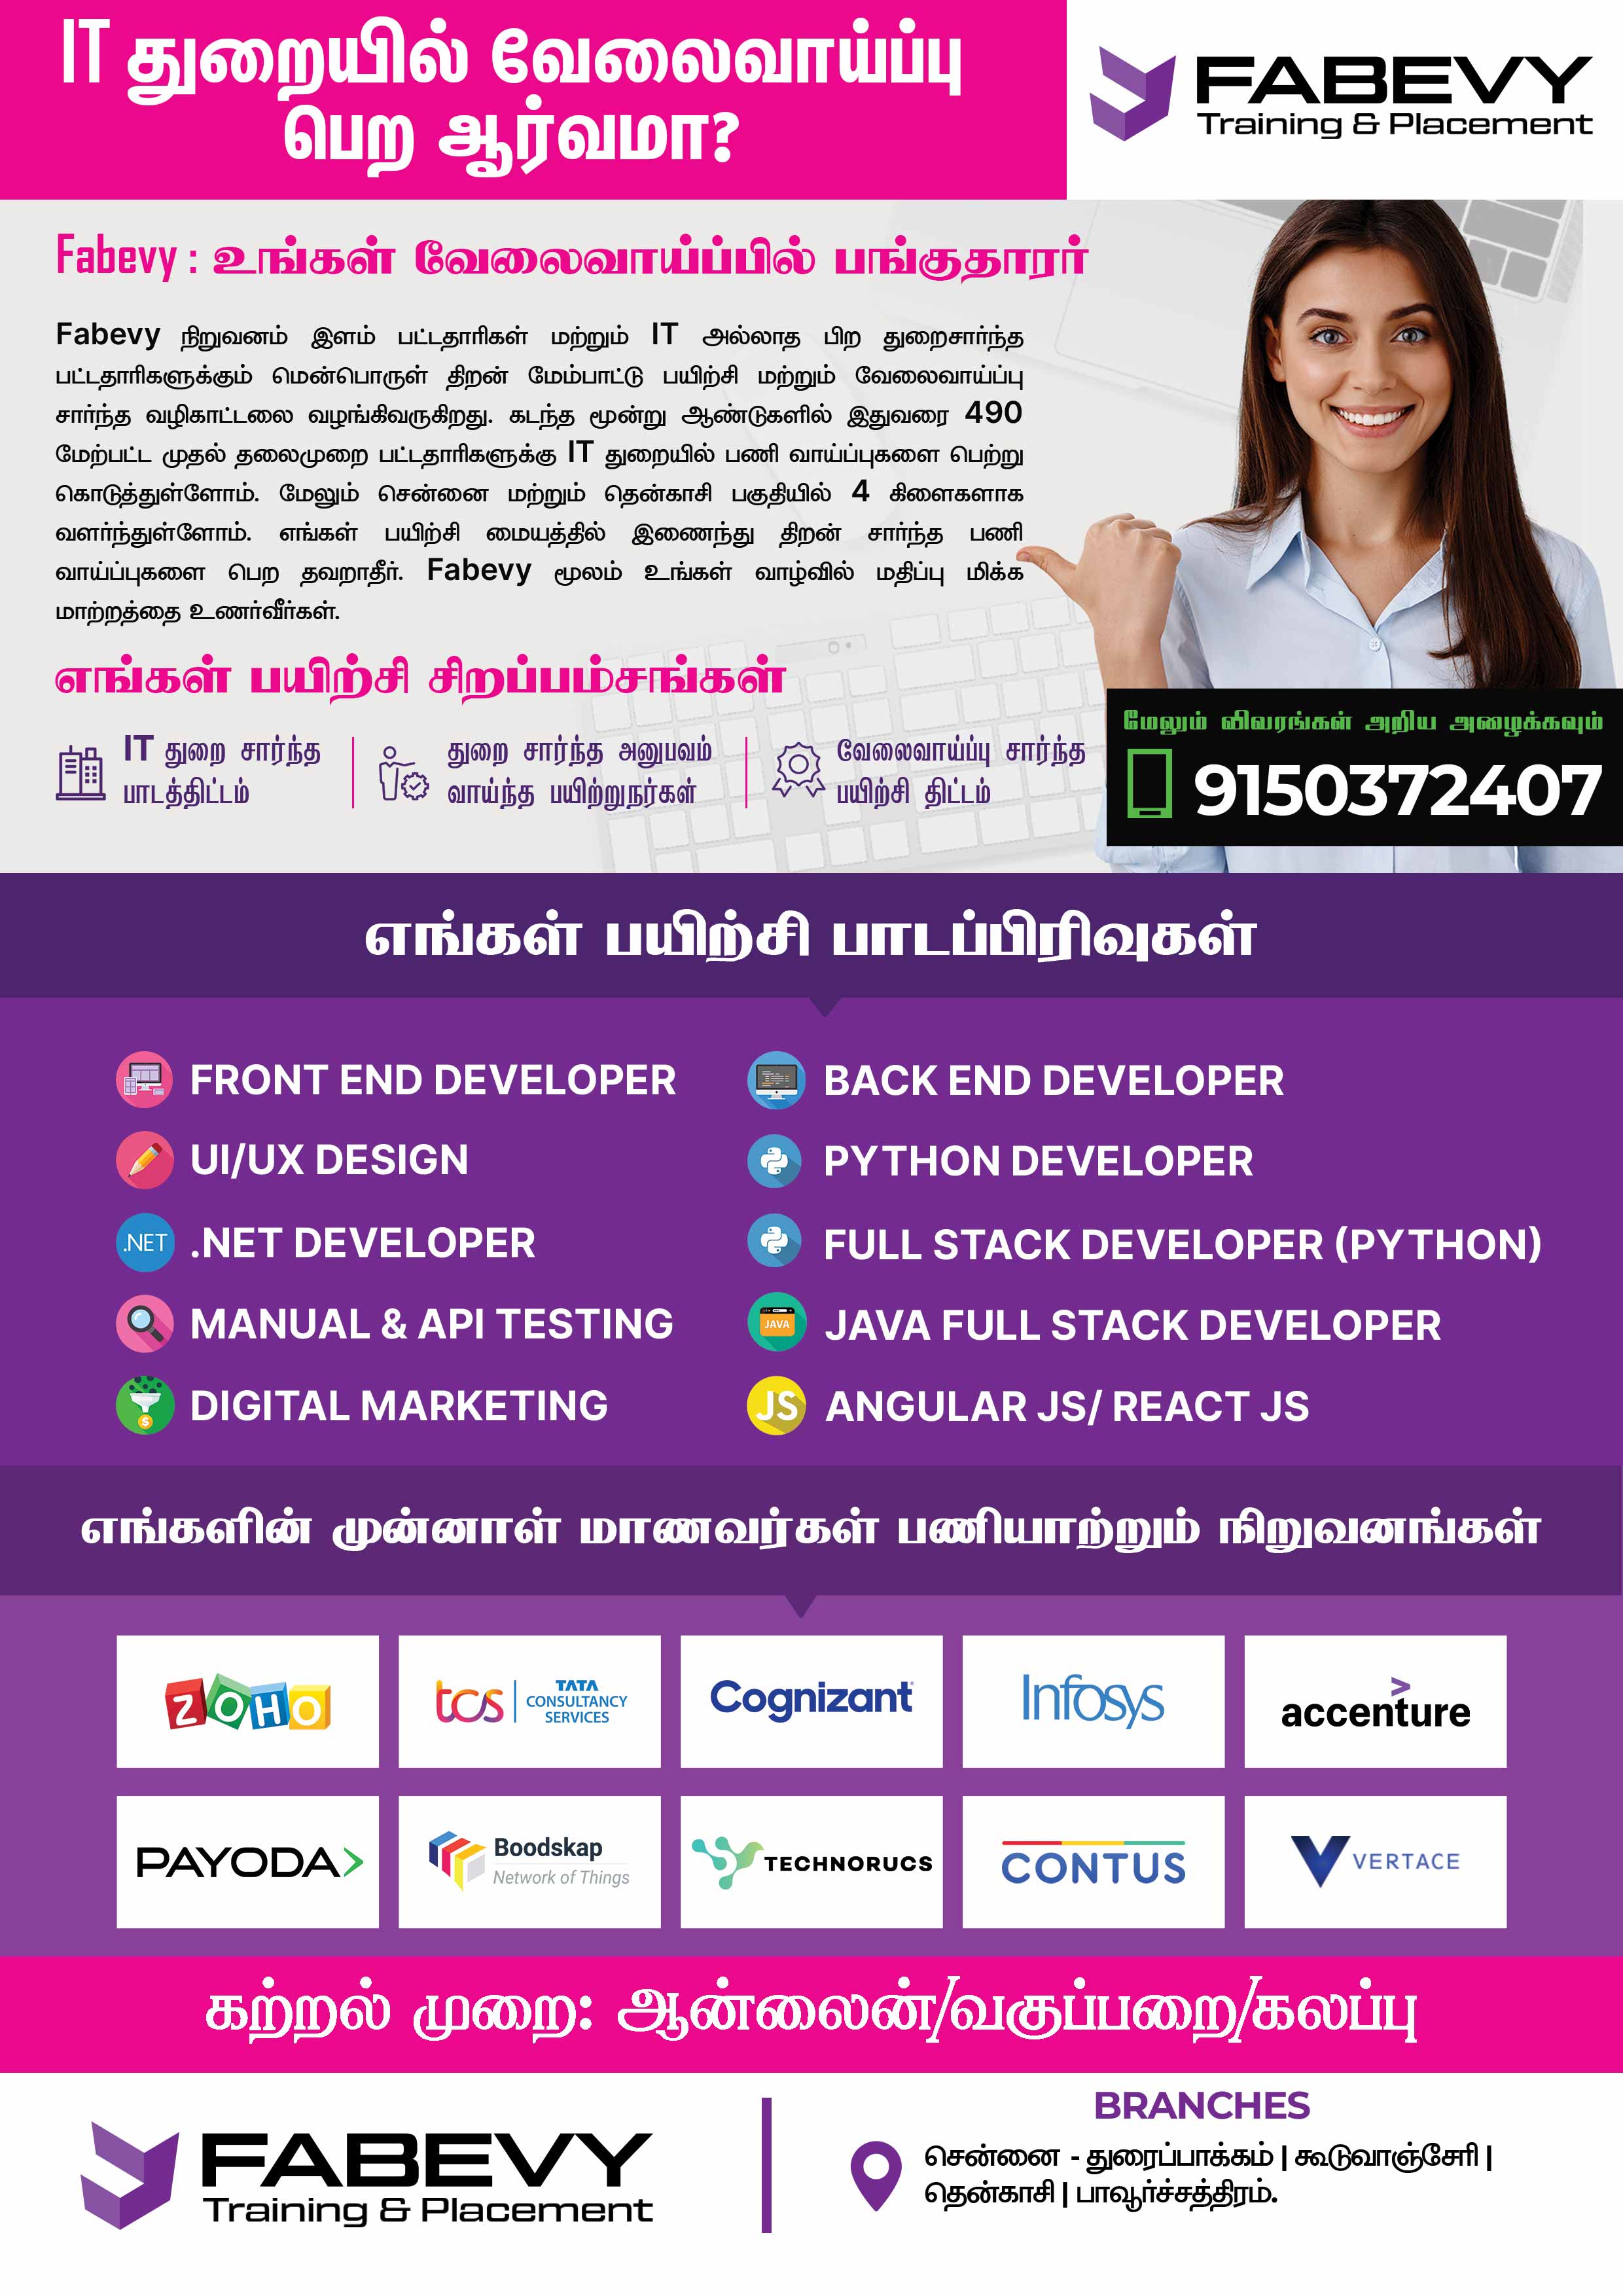 IT துறையில் வேலைவாய்ப்பு
பெற ஆர்வமா?
FABEVY
Training & Placement
Fabevy : உங்கள் வேலைவாய்ப்பில் பங்குதாரர்
Fabevy நிறுவனம் இளம் பட்டதாரிகள் மற்றும் IT அல்லாத பிற துறைசார்ந்த
பட்டதாரிகளுக்கும் மென்பொருள் திறன் மேம்பாட்டு பயிற்சி மற்றும் வேலைவாய்ப்பு
சார்ந்த வழிகாட்டலை வழங்கிவருகிறது. கடந்த மூன்று ஆண்டுகளில் இதுவரை 490
மேற்பட்ட முதல் தலைமுறை பட்டதாரிகளுக்கு IT துறையில் பணி வாய்ப்புகளை பெற்று
கொடுத்துள்ளோம். மேலும் சென்னை மற்றும் தென்காசி பகுதியில் 4 கிளைகளாக
வளர்ந்துள்ளோம். எங்கள் பயிற்சி மையத்தில் இணைந்து திறன் சார்ந்த பணி
வாய்ப்புகளை பெற தவறாதீர். Fabevy மூலம் உங்கள் வாழ்வில் மதிப்பு மிக்க
மாற்றத்தை உணர்வீர்கள்.
எங்கள் பயிற்சி சிறப்பம்சங்கள்
IT துறை சார்ந்த
பாடத்திட்டம்
துறை சார்ந்த அனுபவம்
வாய்ந்த பயிற்றுநர்கள்
வேலைவாய்ப்பு சார்ந்த
பயிற்சி திட்டம்
மேலும் விவரங்கள் அறிய அழைக்கவும்
9150372407
எங்கள் பயிற்சி பாடப்பிரிவுகள்
FRONT END DEVELOPER
BACK END DEVELOPER
UI/UX DESIGN
PYTHON DEVELOPER
.NET .NET DEVELOPER
FULL STACK DEVELOPER (PYTHON)
MANUAL & API TESTING
JAVA JAVA FULL STACK DEVELOPER
DIGITAL MARKETING
JS ANGULAR JS/ REACT JS
எங்களின் முன்னாள் மாணவர்கள் பணியாற்றும் நிறுவனங்கள்
ZOHO
tcs TATA
CONSULTANCY
SERVICES
Cognizant
Infosys
accenture
PAYODA
Boodskap
Network of Things
TECHNORUCS
CONTUS
VERTACE
கற்றல் முறை: ஆன்லைன்/வகுப்பறை/கலப்பு
FABEVY
Training & Placement
BRANCHES
சென்னை - துரைப்பாக்கம் | கூடுவாஞ்சேரி |
தென்காசி | பாவூர்ச்சத்திரம்.